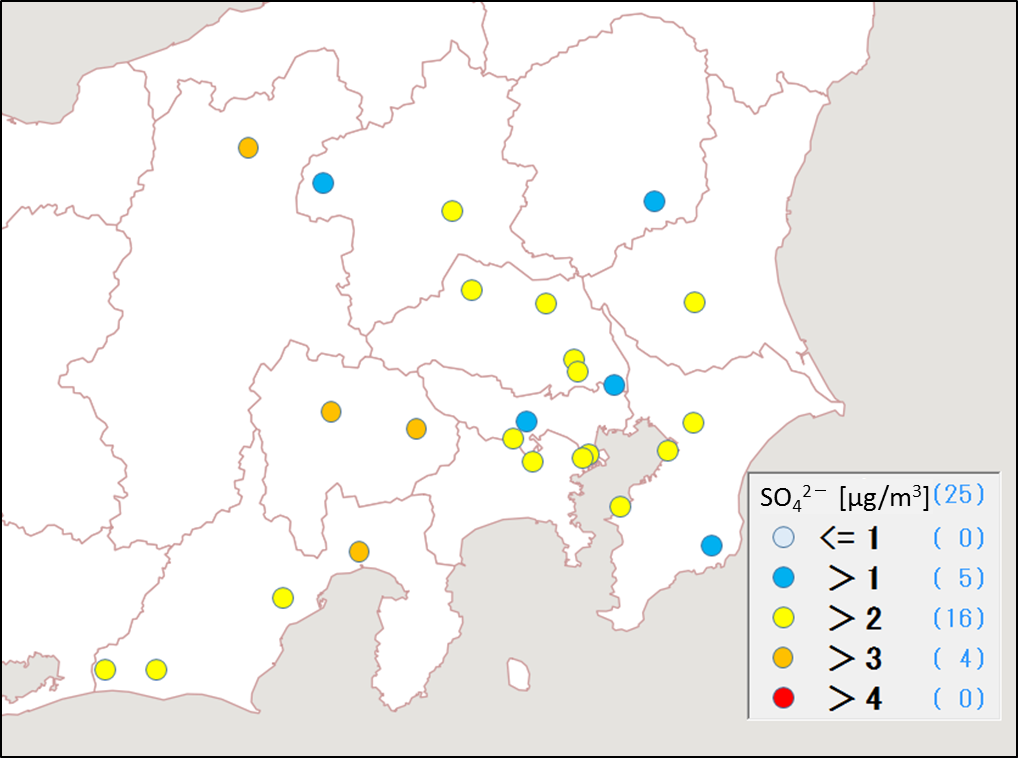 SO₄²⁻ [µg/m³](25)
<= 1 ( 0)
> 1 ( 5)
> 2 (16)
> 3 ( 4)
> 4 ( 0)